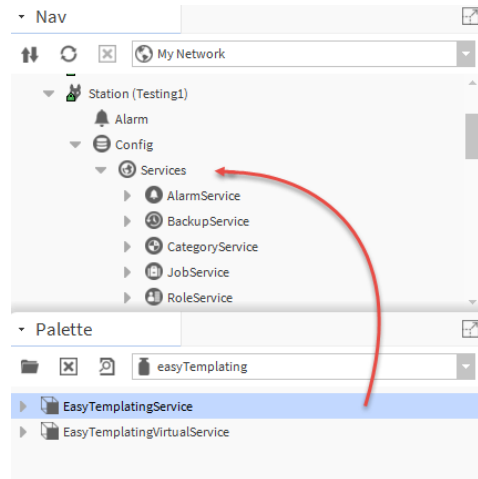 Nav
My Network
Station (Testing1)
Alarm
Config
Services
AlarmService
BackupService
CategoryService
JobService
RoleService
Palette
easyTemplating
EasyTemplatingService
EasyTemplatingVirtualService